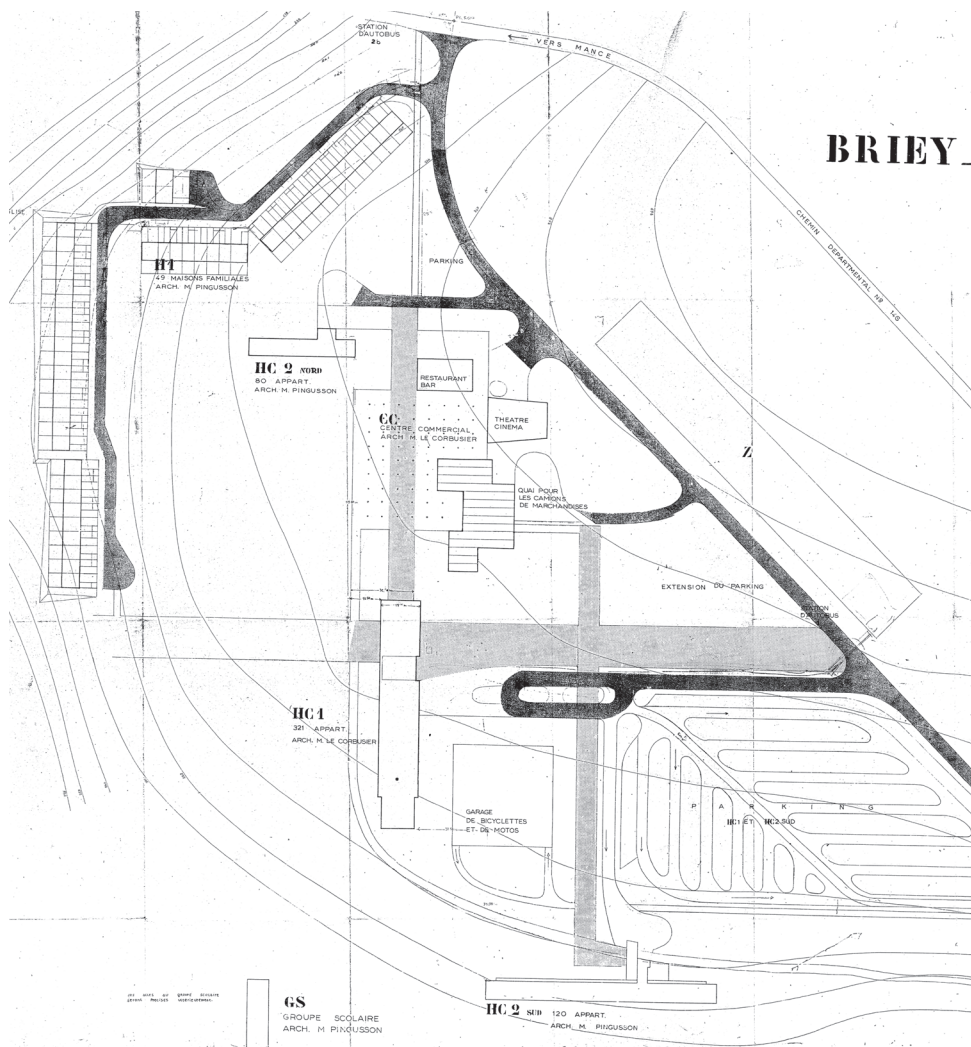 STATION
D'AUTOBUS
VERS MANCE
BRIEY
CHEMIN DEPARTMENTAL Nº 146
H1
49 MAISONS FAMILIALES
ARCH. M. PINGUSSON
PARKING
HC 2 NORD
80 APPART.
ARCH. M. PINGUSSON
RESTAURANT
BAR
CC
CENTRE COMMERCIAL
ARCH M. LE CORBUSIER
THEATRE
CINEMA
Z
QUAI POUR
LES CAMIONS
DE MARCHANDISES
EXTENSION DU PARKING
STATION
D'AUTOBUS
HC 1
321 APPART.
ARCH. M. LE CORBUSIER
PARKING
HC1 ET HC2 SUD
GARAGE
DE BICYCLETTES
ET DE MOTOS
GS
GROUPE SCOLAIRE
ARCH. M PINGUSSON
HC 2 SUD 120 APPART.
ARCH. M. PINGUSSON